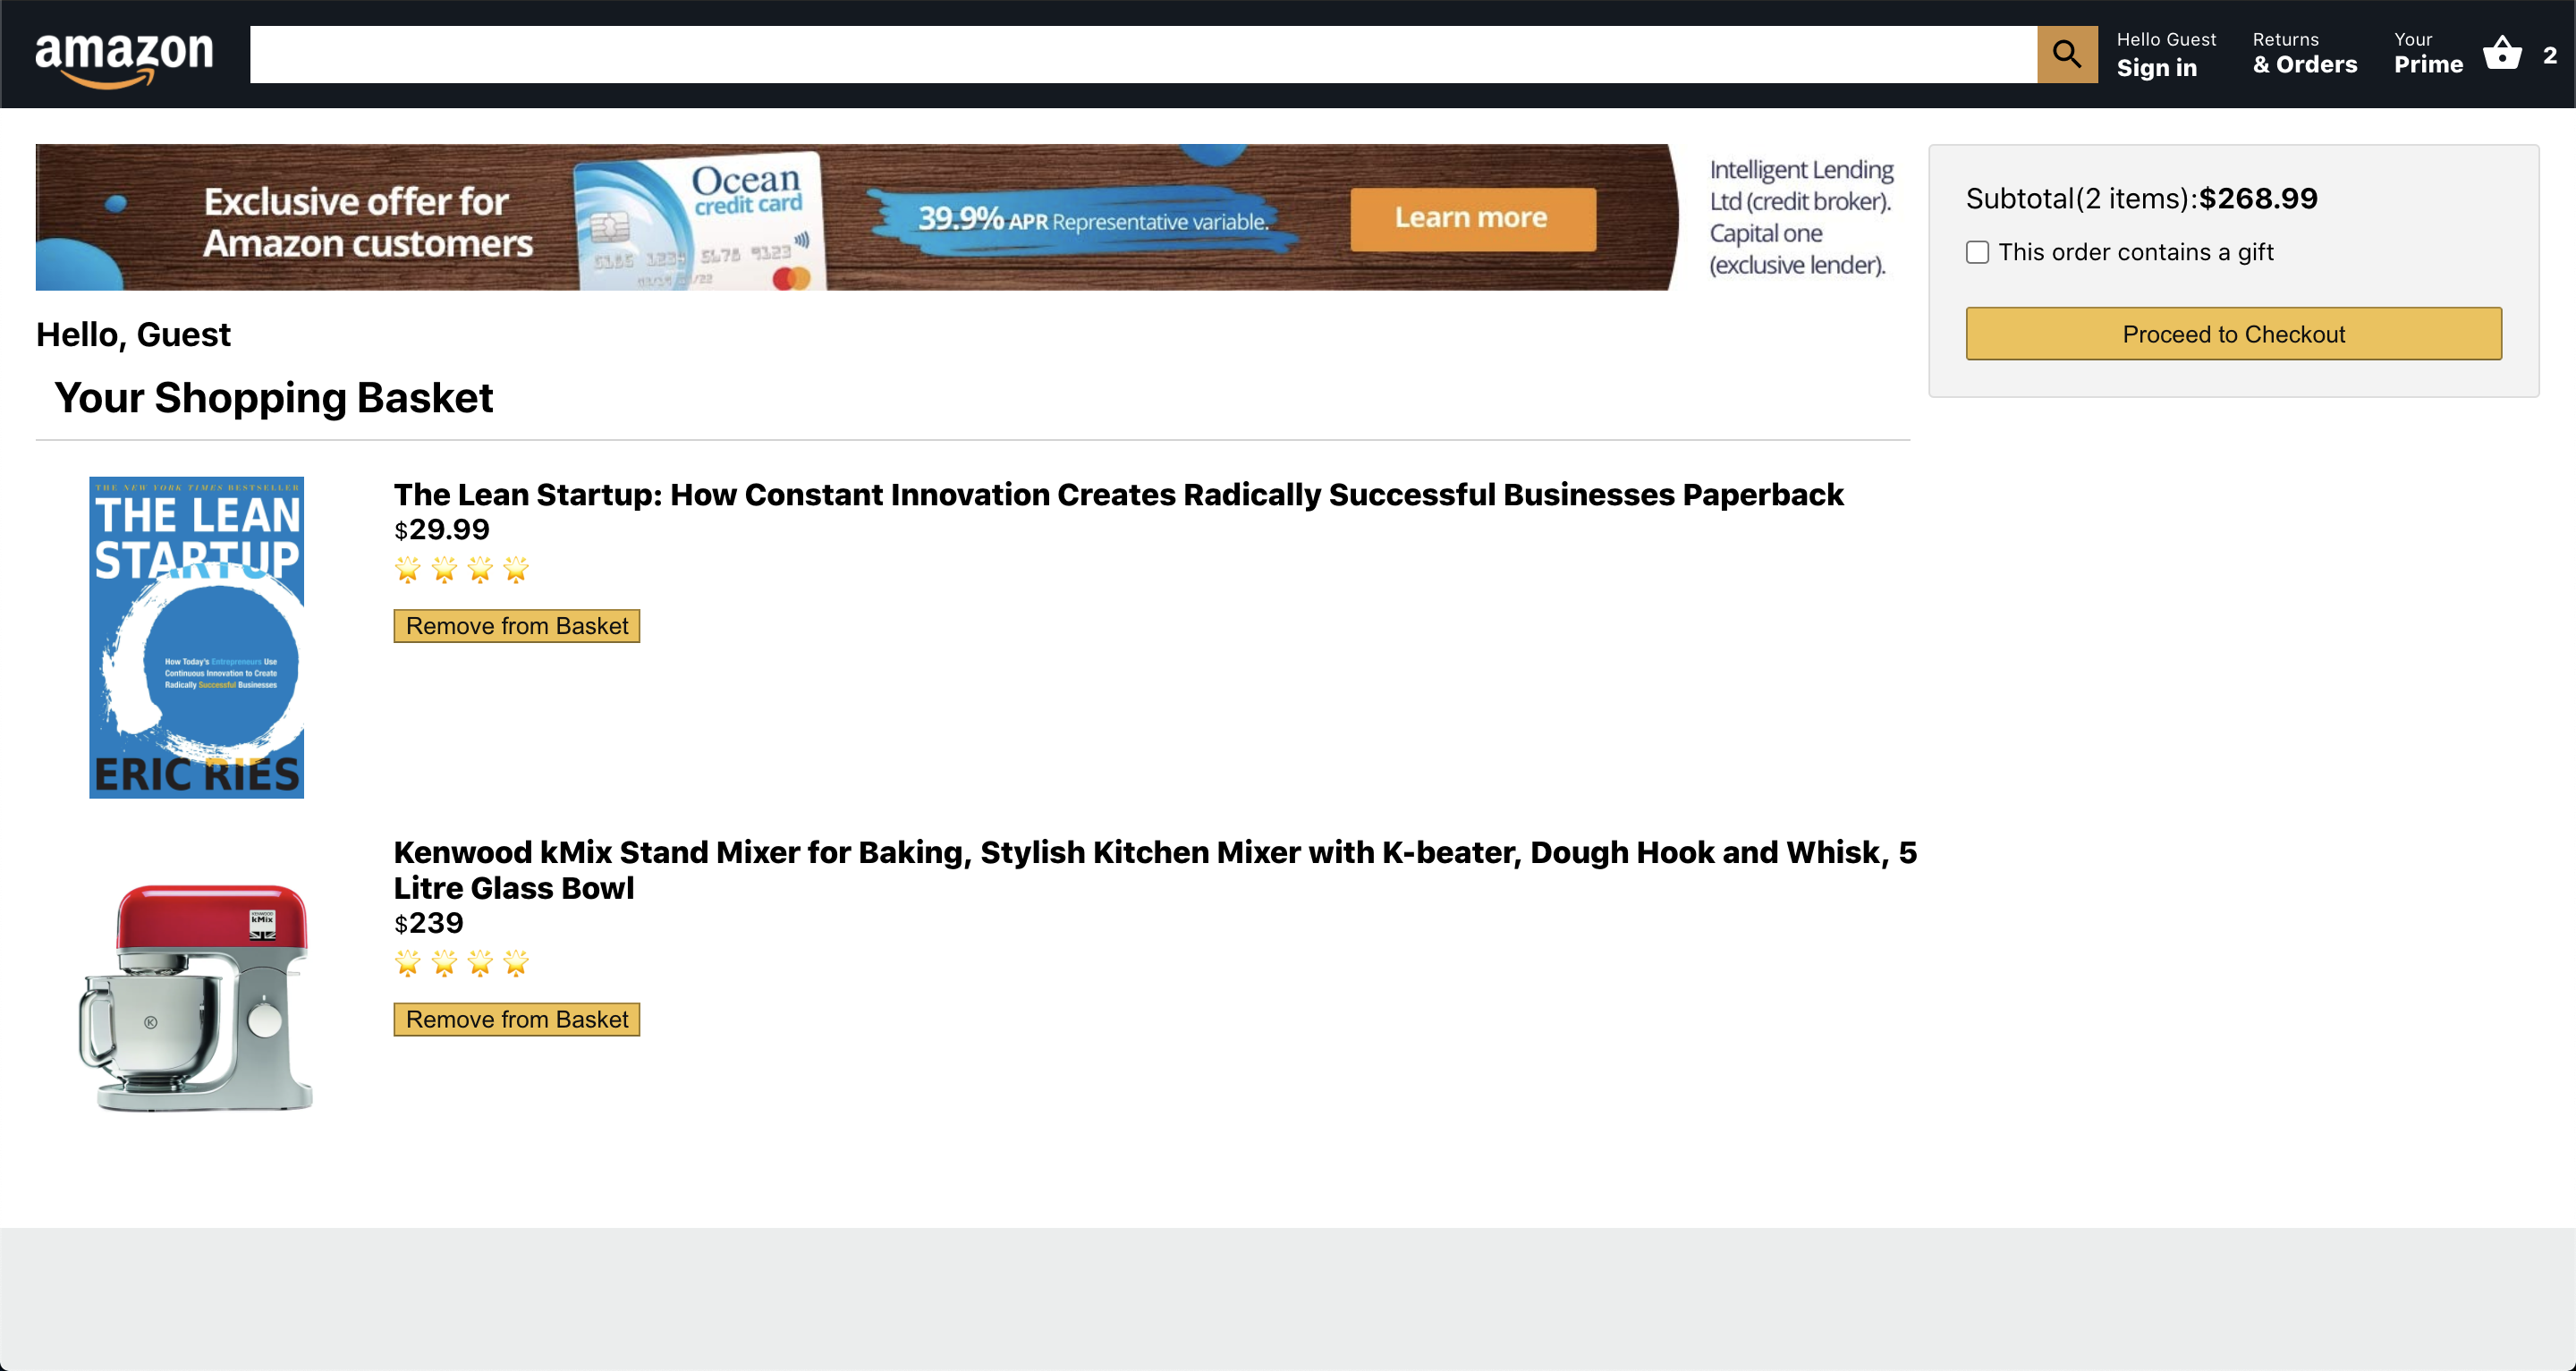 amazon
Hello Guest
Sign in
Returns
& Orders
Your
Prime
2
Exclusive offer for
Amazon customers
Ocean
credit card
5678 9123
39.9% APR Representative variable.
Learn more
Intelligent Lending
Ltd (credit broker).
Capital one
(exclusive lender).
Subtotal(2 items):$268.99
This order contains a gift
Proceed to Checkout
Hello, Guest
Your Shopping Basket
THE NEW YORK TIMES BESTSELLER
THE LEAN
STARTUP
How Today's Entrepreneurs Use
Continuous Innovation to Create
Radically Successful Businesses
ERIC RIES
The Lean Startup: How Constant Innovation Creates Radically Successful Businesses Paperback
$29.99
Remove from Basket
KENWOOD
kMix
K
Kenwood kMix Stand Mixer for Baking, Stylish Kitchen Mixer with K-beater, Dough Hook and Whisk, 5
Litre Glass Bowl
$239
Remove from Basket